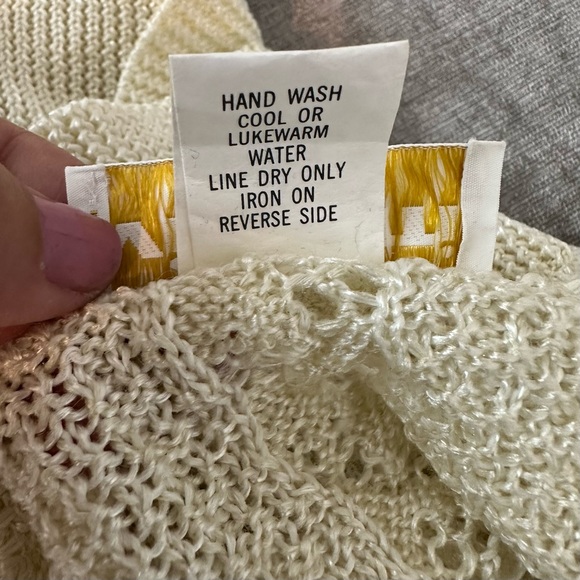 HAND WASH
COOL OR
LUKEWARM
WATER
LINE DRY ONLY
IRON ON
REVERSE SIDE